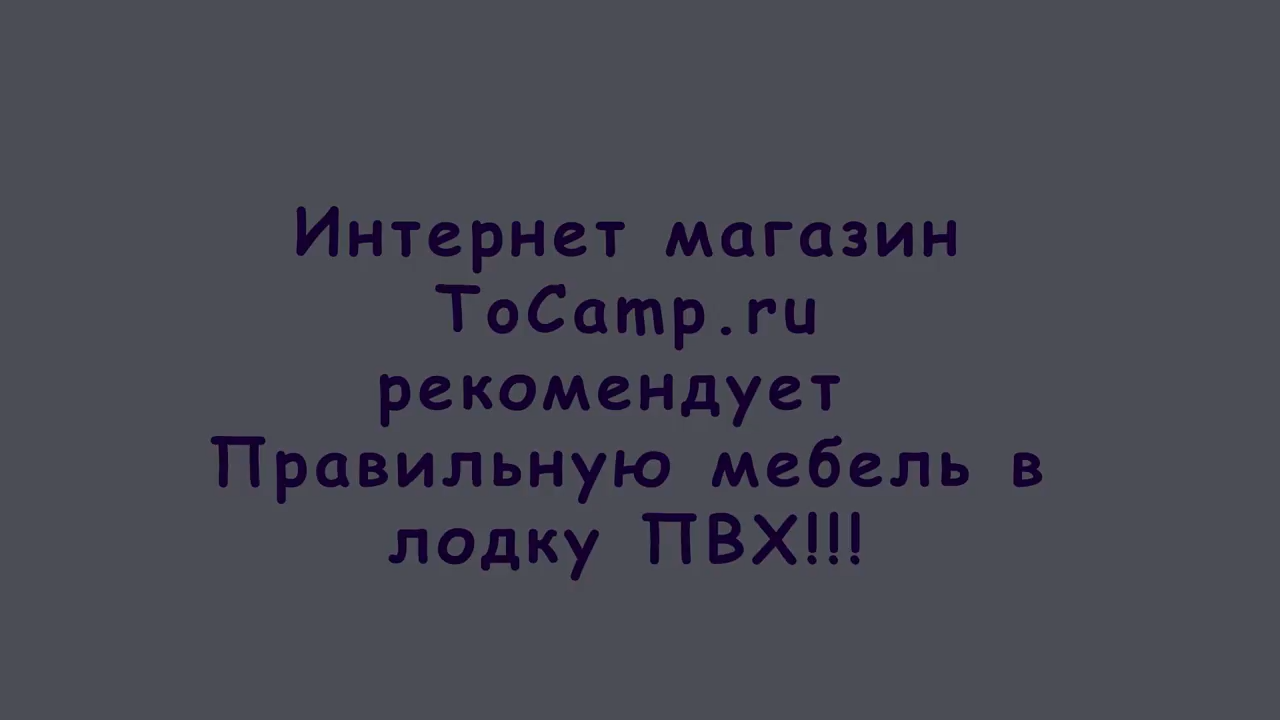 Интернет магазин
ToCamp.ru
рекомендует
Правильную мебель в
лодку ПВХ!!!